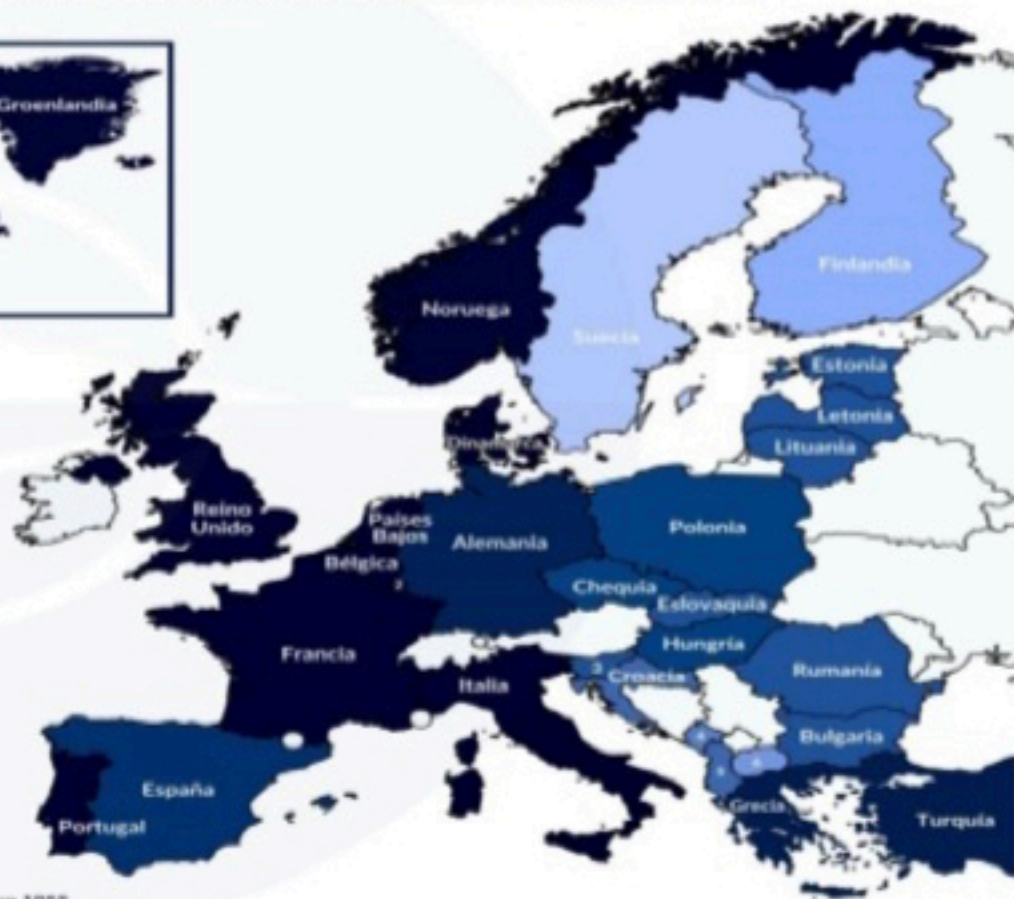 Groenlandia
Noruega
Suecia
Finlandia
Estonia
Letonia
Lituania
Dinamarca
Reino
Unido
Países
Bajos
Bélgica
Alemania
Polonia
Chequia
Eslovaquia
Hungría
Francia
Italia
3
Croacia
Rumanía
Bulgaria
España
Portugal
Grecia
Turquía